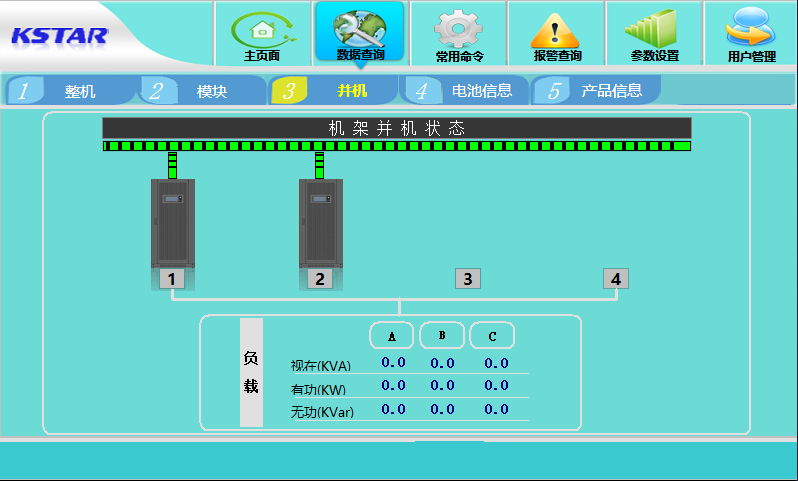 KSTAR
主页面
数据查询
常用命令
报警查询
参数设置
用户管理
1 整机
2 模块
3 并机
4 电池信息
5 产品信息
机架并机状态
1 2 3 4
负载
A B C
视在(KVA) 0.0 0.0 0.0
有功(KW) 0.0 0.0 0.0
无功(KVar) 0.0 0.0 0.0